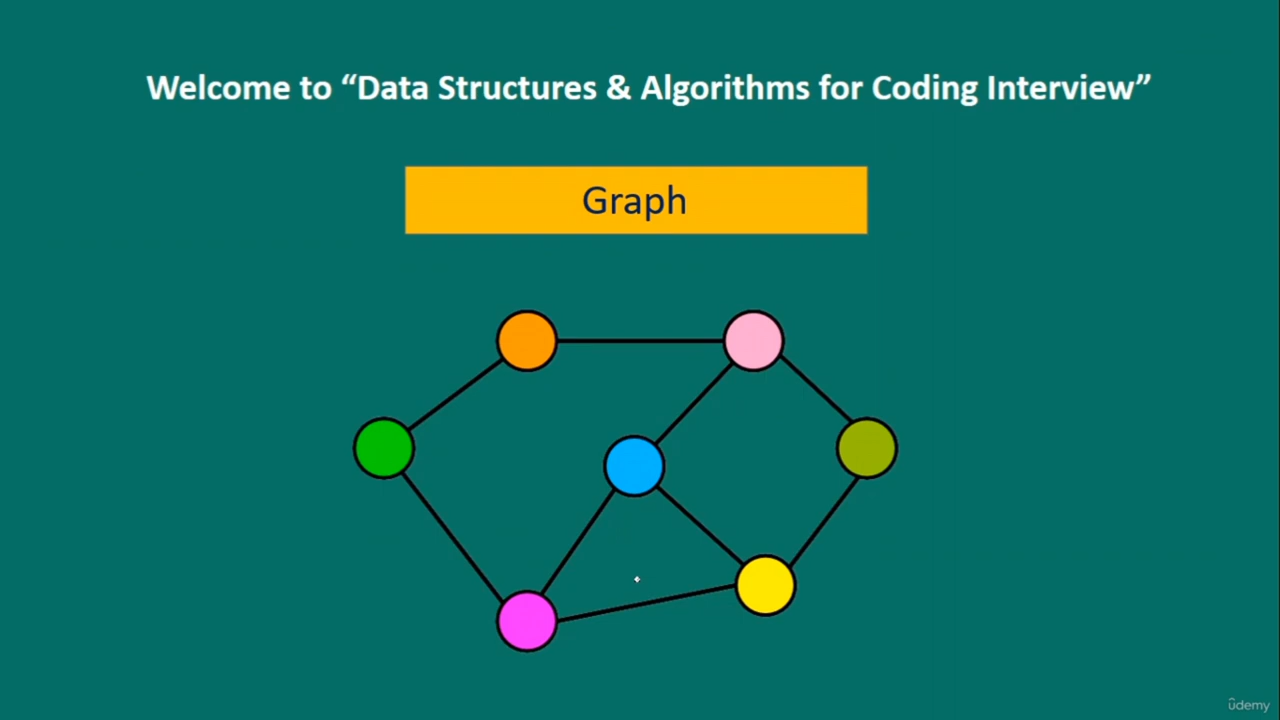 Welcome to “Data Structures & Algorithms for Coding Interview”
Graph
ûdemy